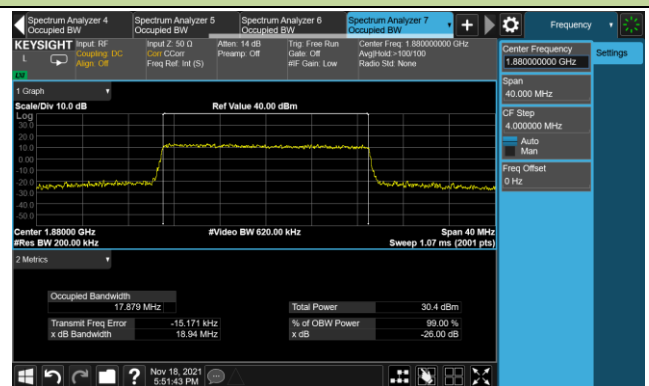 Spectrum Analyzer 4
Occupied BW
Spectrum Analyzer 5
Occupied BW
Spectrum Analyzer 6
Occupied BW
Spectrum Analyzer 7
Occupied BW
Frequency
KEYSIGHT
L
Input: RF
Coupling: DC
Align: Off
Input Z: 50 Ω
Corr CCorr
Freq Ref: Int (S)
Atten: 14 dB
Preamp: Off
Trig: Free Run
Gate: Off
#IF Gain: Low
Center Freq: 1.880000000 GHz
Avg|Hold:>100/100
Radio Std: None
LW
Center Frequency
1.880000000 GHz
Settings
Span
40.000 MHz
CF Step
4.000000 MHz
Auto
Man
Freq Offset
0 Hz
1 Graph
Scale/Div 10.0 dB
Ref Value 40.00 dBm
Log
30.0
20.0
10.0
0.00
-10.0
-20.0
-30.0
-40.0
-50.0
Center 1.88000 GHz
#Video BW 620.00 kHz
Span 40 MHz
#Res BW 200.00 kHz
Sweep 1.07 ms (2001 pts)
2 Metrics
Occupied Bandwidth
17.879 MHz
Total Power
30.4 dBm
Transmit Freq Error
-15.171 kHz
% of OBW Power
99.00 %
x dB Bandwidth
18.94 MHz
x dB
-26.00 dB
?
Nov 18, 2021
5:51:43 PM